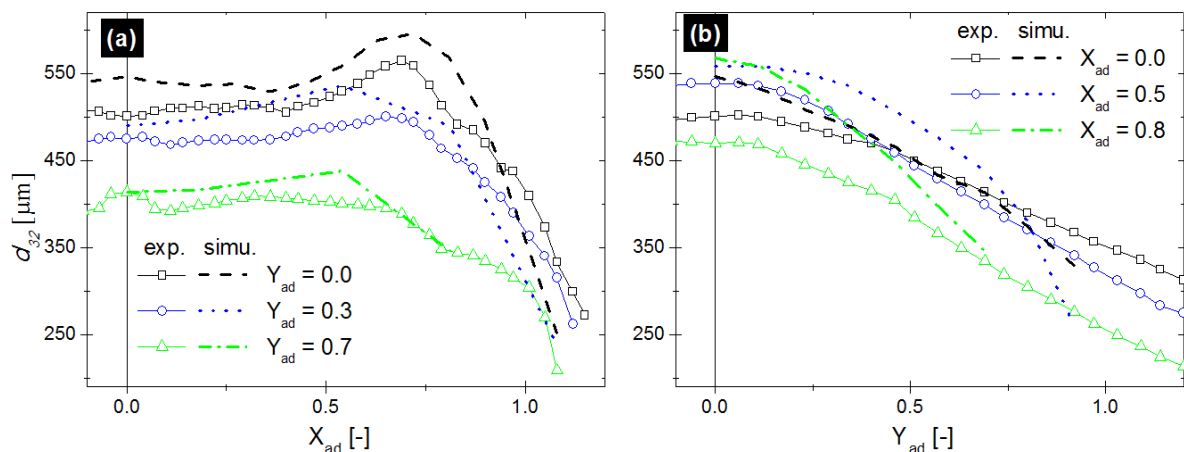 (a)
550
450
350
250
d32 [μm]
exp. simu.
Yad = 0.0
Yad = 0.3
Yad = 0.7
0.0 0.5 1.0
Xad [-]
(b)
exp. simu.
Xad = 0.0
Xad = 0.5
Xad = 0.8
550
450
350
250
0.0 0.5 1.0
Yad [-]